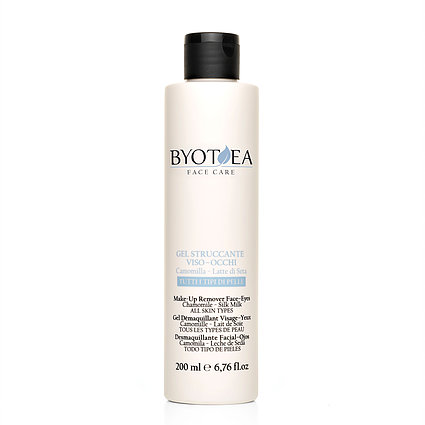 BYOTEA
FACE CARE
GEL STRUCCANTE
VISO - OCCHI
Camomilla - Latte di Seta
TUTTI I TIPI DI PELLE
Make-Up Remover Face-Eyes
Chamomile - Silk Milk
ALL SKIN TYPES
Gel Démaquillant Visage-Yeux
Camomille - Lait de Soie
TOUS LES TYPES DE PEAU
Desmaquillante Facial-Ojos
Camomila - Leche de Seda
TODO TIPO DE PIELES
200 ml ℮ 6,76 fl.oz